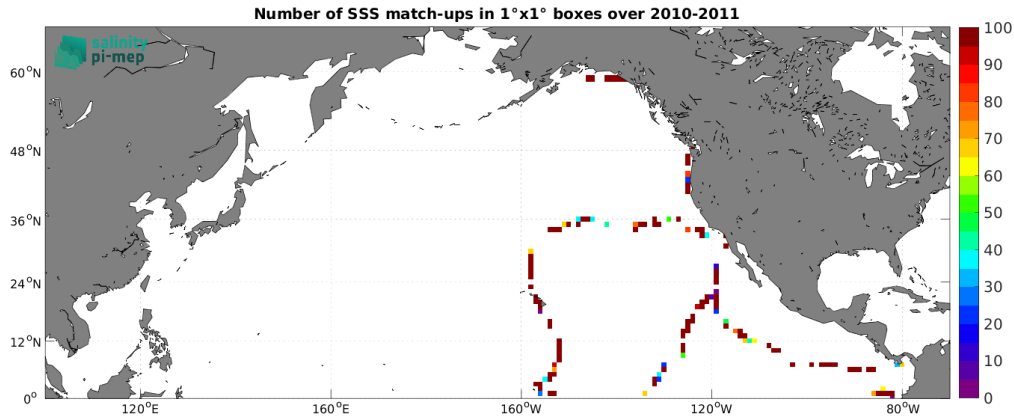 Number of SSS match-ups in 1°x1° boxes over 2010-2011
salinity
pi-mep
60°N
48°N
36°N
24°N
12°N
0°
120°E
160°E
160°W
120°W
80°W
100
90
80
70
60
50
40
30
20
10
0